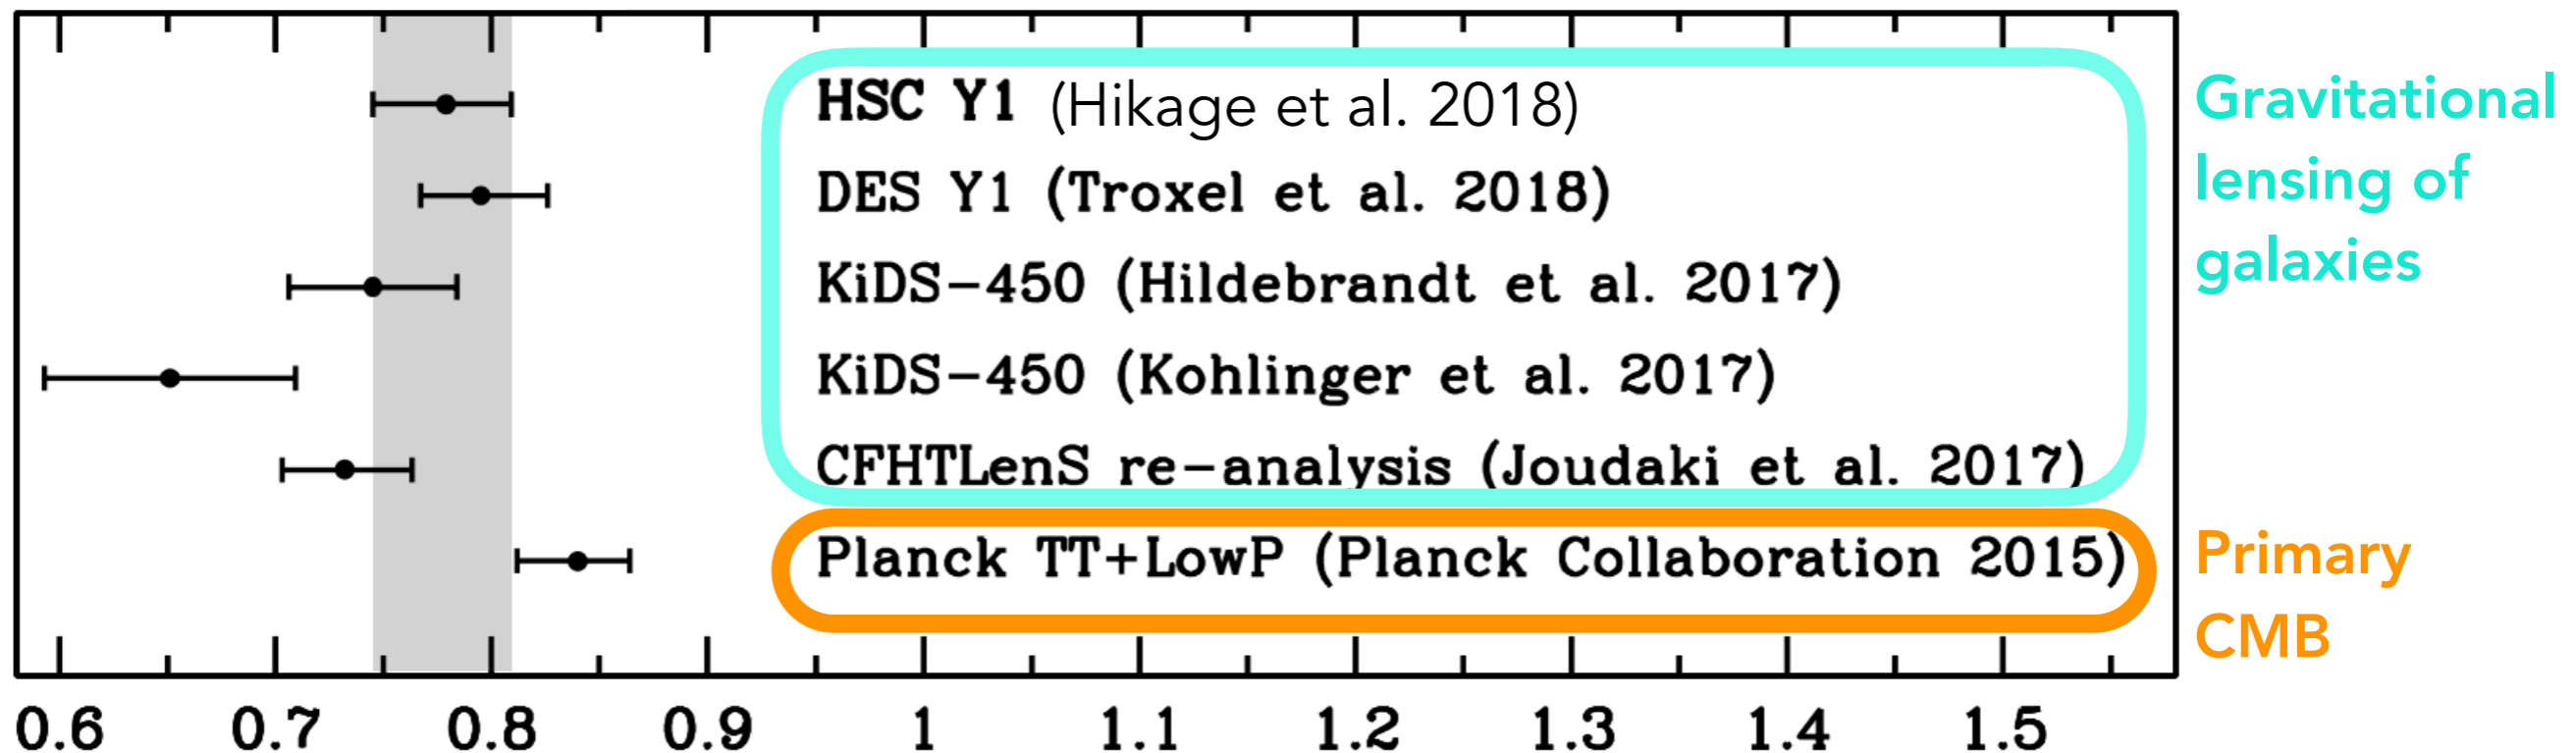 HSC Y1 (Hikage et al. 2018)
DES Y1 (Troxel et al. 2018)
KiDS-450 (Hildebrandt et al. 2017)
KiDS-450 (Kohlinger et al. 2017)
CFHTLenS re-analysis (Joudaki et al. 2017)
Planck TT+LowP (Planck Collaboration 2015)
Gravitational
lensing of
galaxies
Primary
CMB
0.6 0.7 0.8 0.9 1 1.1 1.2 1.3 1.4 1.5